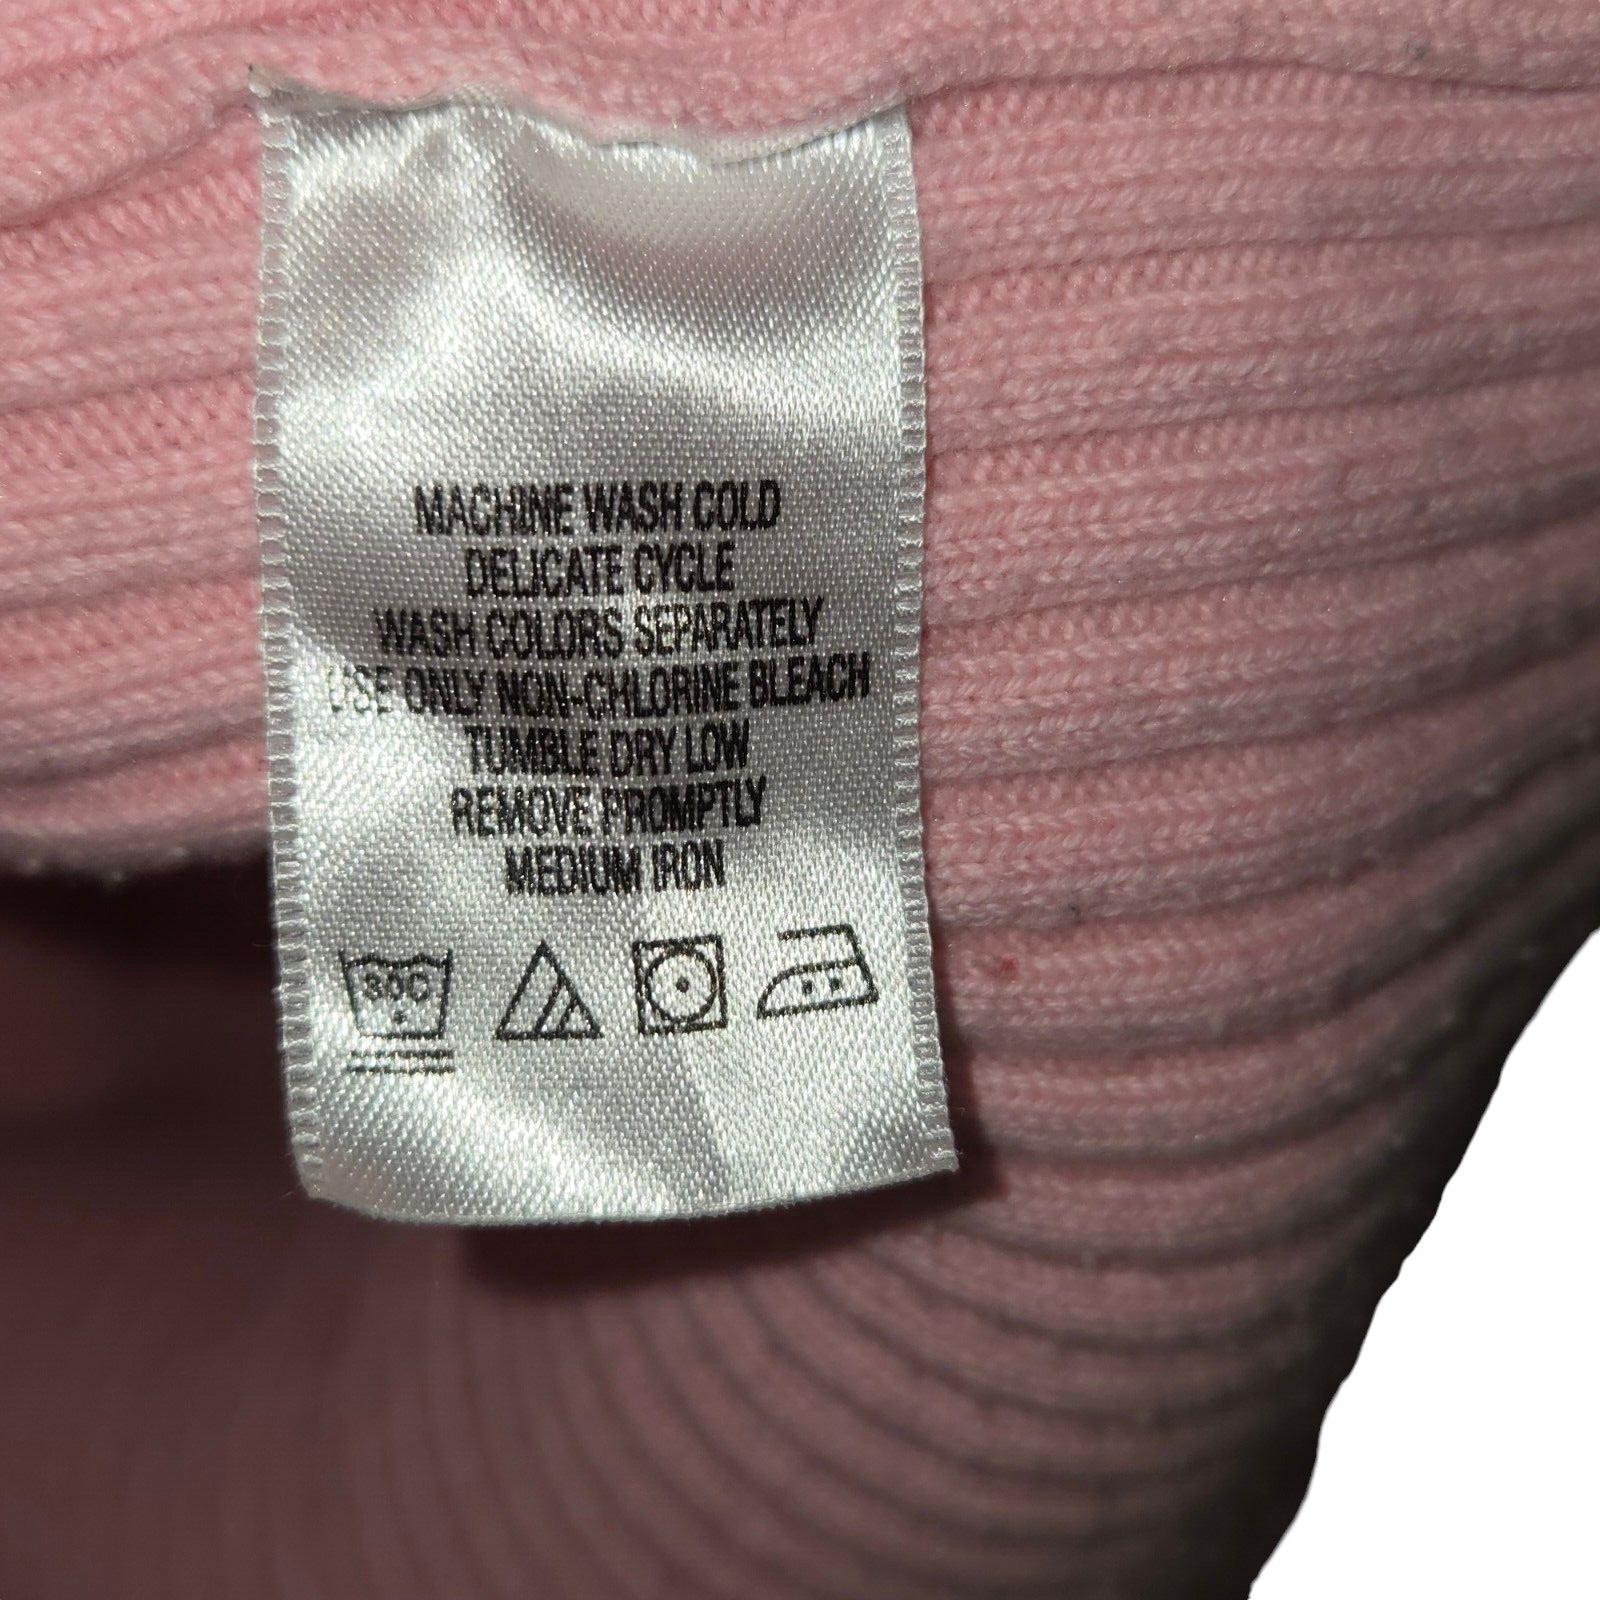 MACHINE WASH COLD
DELICATE CYCLE
WASH COLORS SEPARATELY
USE ONLY NON-CHLORINE BLEACH
TUMBLE DRY LOW
REMOVE PROMPTLY
MEDIUM IRON
30C